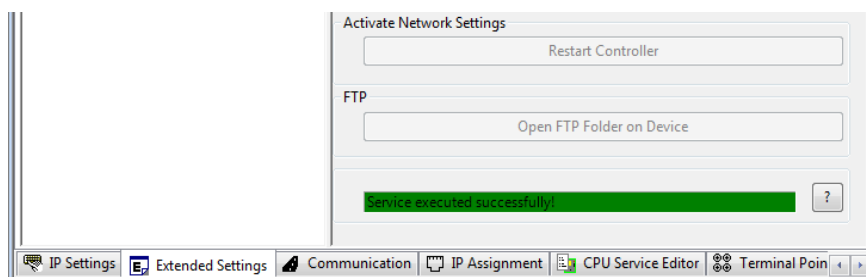 Activate Network Settings
Restart Controller
FTP
Open FTP Folder on Device
Service executed successfully!
?
IP Settings Extended Settings Communication IP Assignment CPU Service Editor Terminal Poin